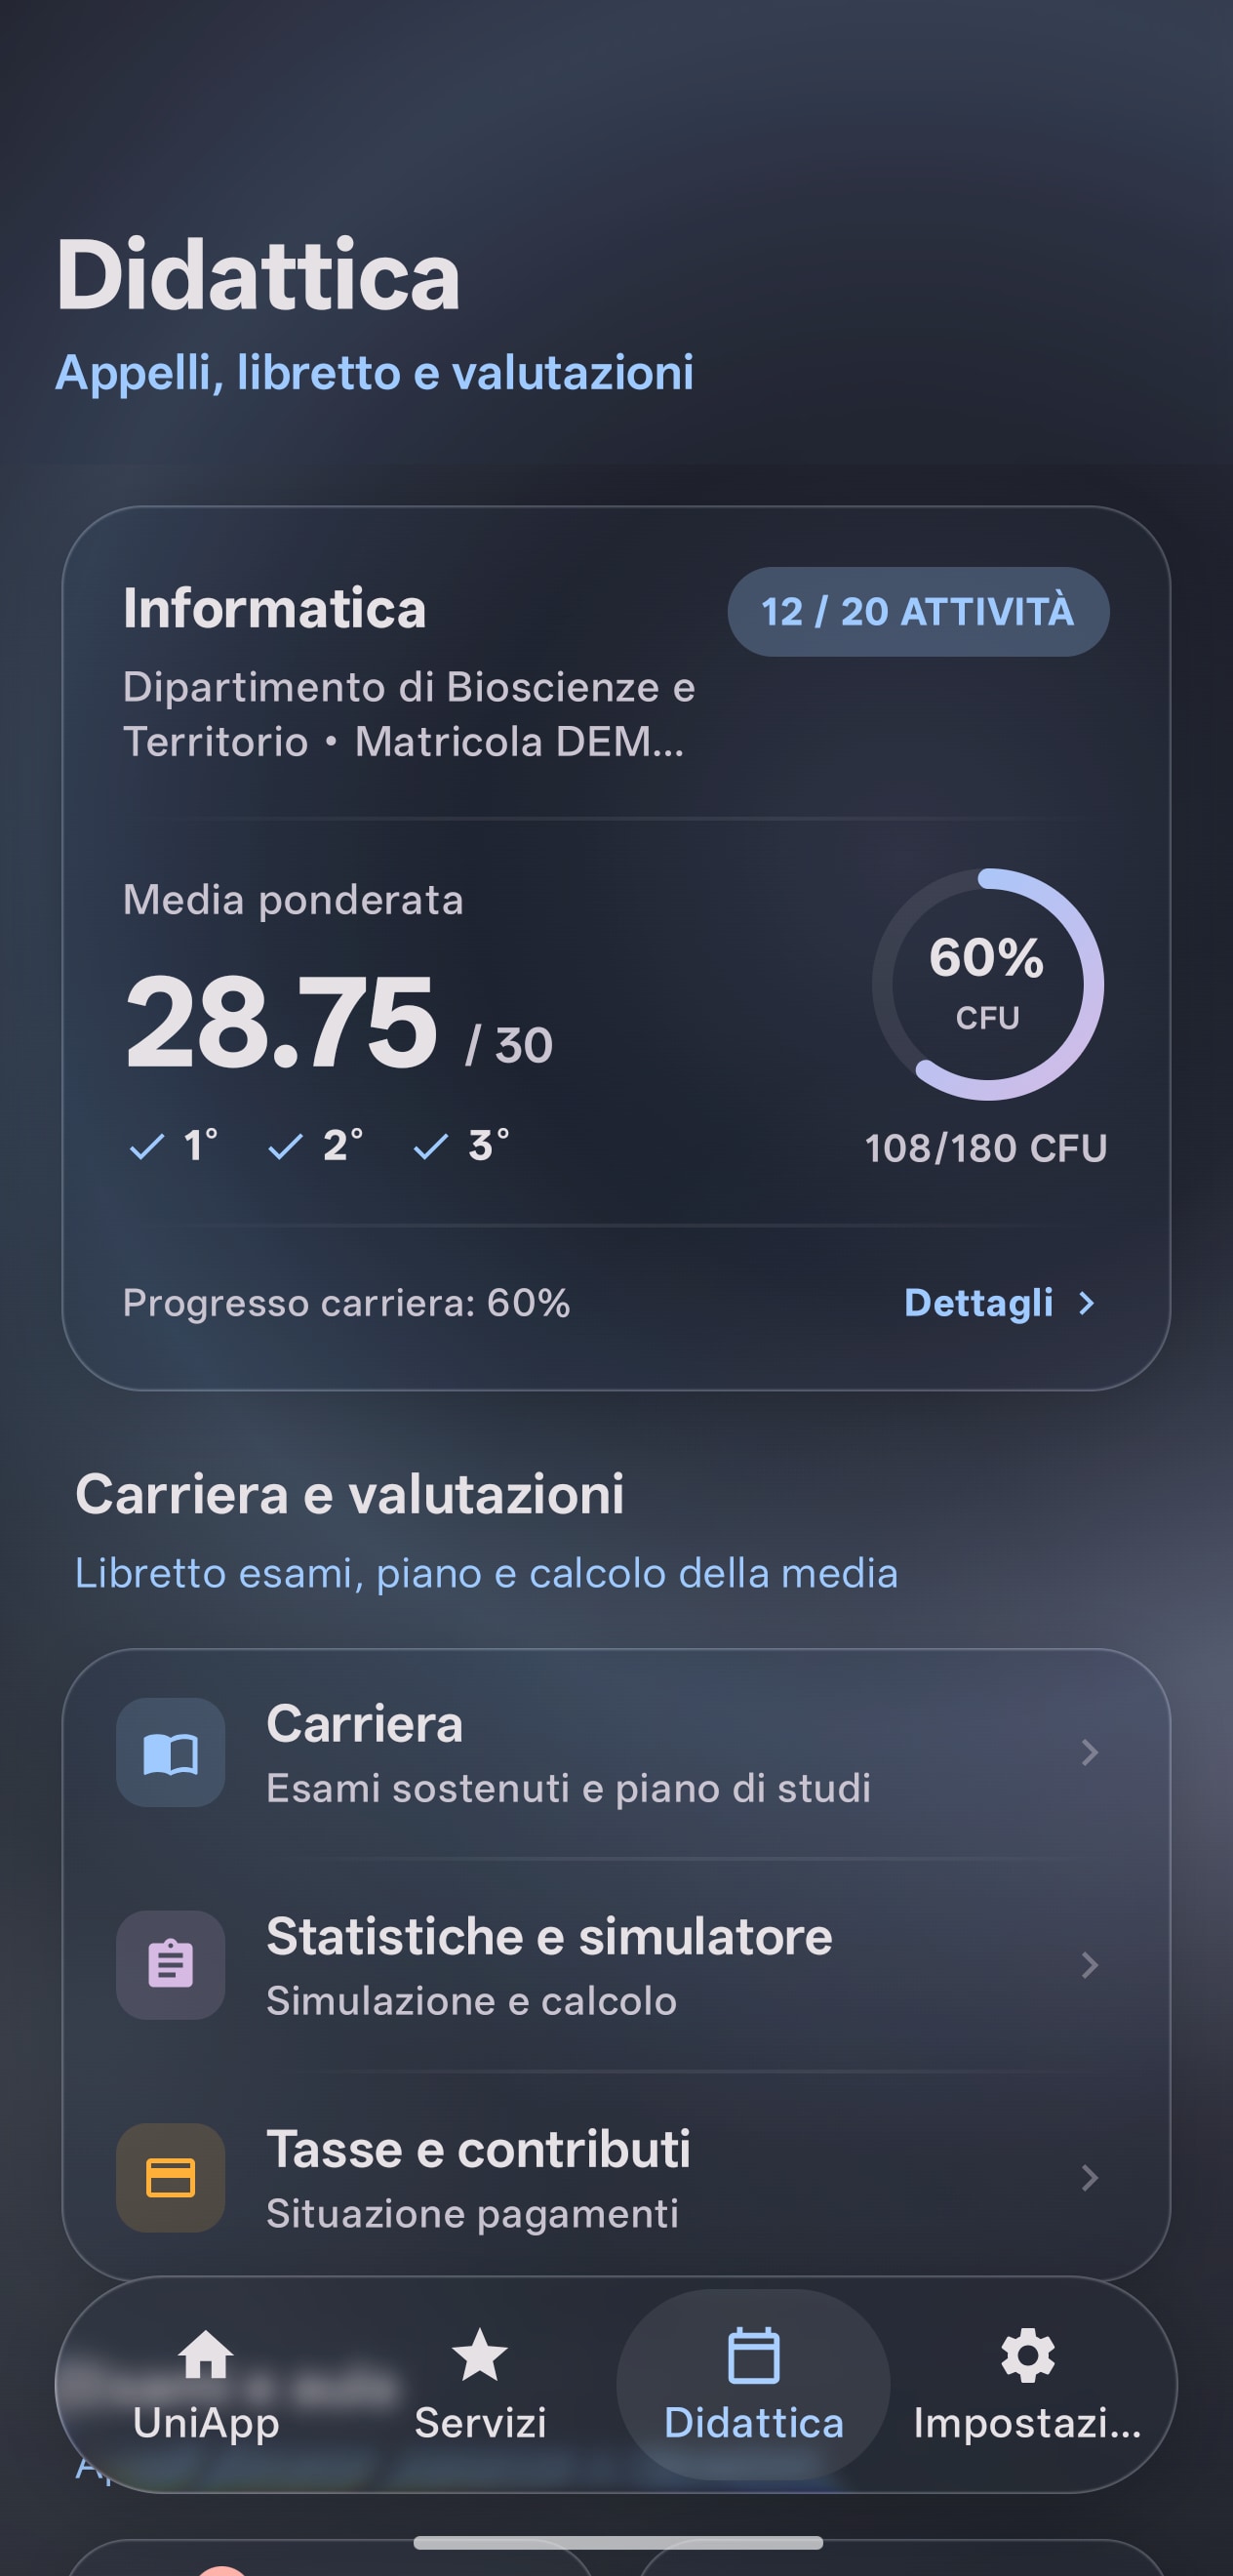 Didattica
Appelli, libretto e valutazioni
Informatica
12 / 20 ATTIVITÀ
Dipartimento di Bioscienze e
Territorio • Matricola DEM...
Media ponderata
28.75 / 30
60%
CFU
1° 2° 3°
108/180 CFU
Progresso carriera: 60%
Dettagli
Carriera e valutazioni
Libretto esami, piano e calcolo della media
Carriera
Esami sostenuti e piano di studi
Statistiche e simulatore
Simulazione e calcolo
Tasse e contributi
Situazione pagamenti
UniApp
Servizi
Didattica
Impostazi...